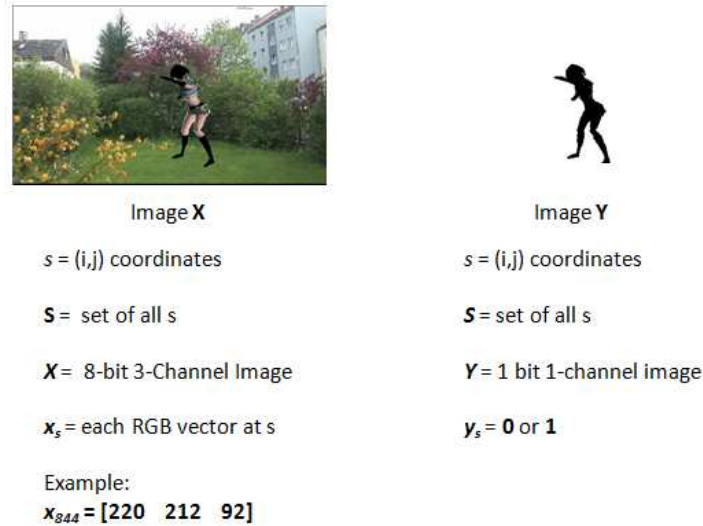 Image X
s = (i,j) coordinates
S = set of all s
X = 8-bit 3-Channel Image
xs = each RGB vector at s
Example:
x844 = [220 212 92]
Image Y
s = (i,j) coordinates
S = set of all s
Y = 1 bit 1-channel image
ys = 0 or 1